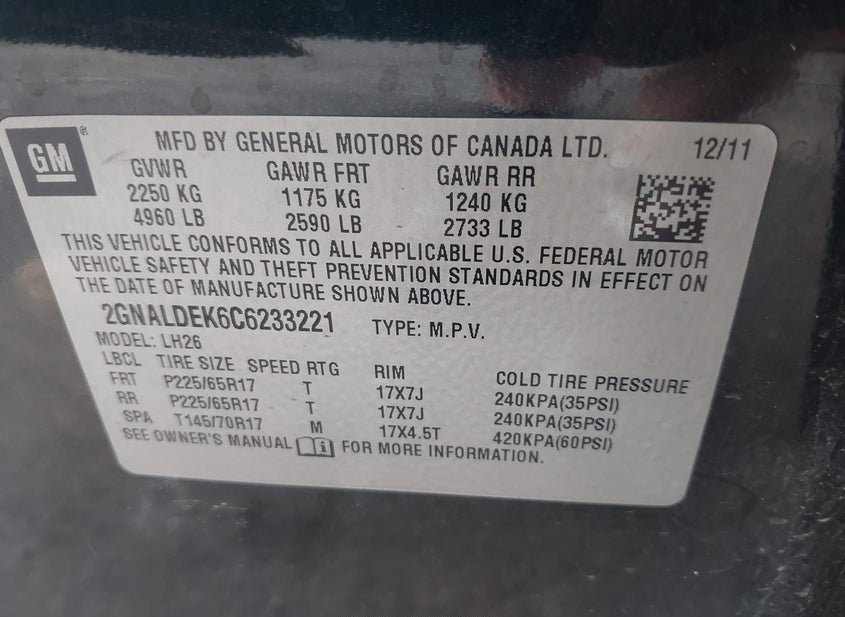 GM ®
MFD BY GENERAL MOTORS OF CANADA LTD. 12/11
GVWR GAWR FRT GAWR RR
2250 KG 1175 KG 1240 KG
4960 LB 2590 LB 2733 LB
THIS VEHICLE CONFORMS TO ALL APPLICABLE U.S. FEDERAL MOTOR
VEHICLE SAFETY AND THEFT PREVENTION STANDARDS IN EFFECT ON
THE DATE OF MANUFACTURE SHOWN ABOVE.
2GNALDEK6C6233221 TYPE: M.P.V.
MODEL: LH26
LBCL TIRE SIZE SPEED RTG RIM COLD TIRE PRESSURE
FRT P225/65R17 T 17X7J 240KPA(35PSI)
RR P225/65R17 T 17X7J 240KPA(35PSI)
SPA T145/70R17 M 17X4.5T 420KPA(60PSI)
SEE OWNER'S MANUAL i FOR MORE INFORMATION.